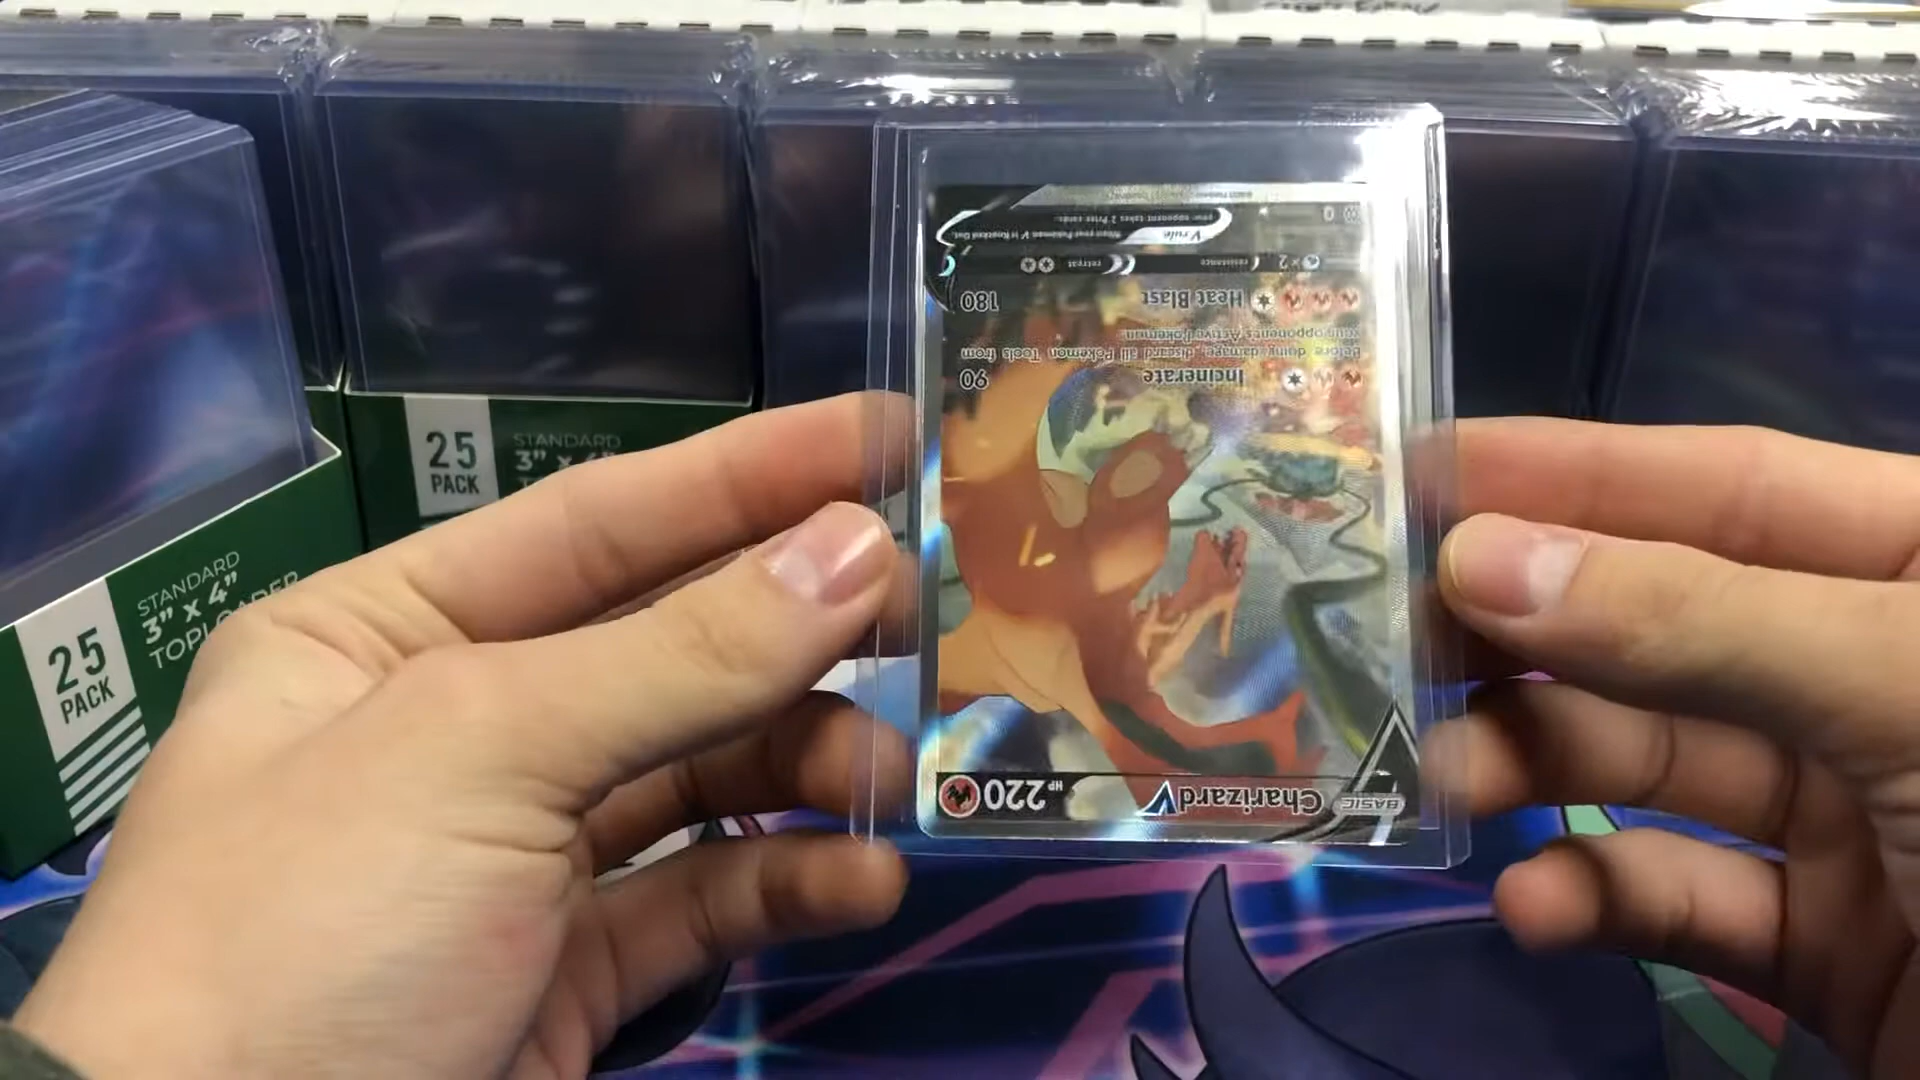 25
PACK
STANDARD
3" x 4"
25
PACK
STANDARD
3" X 4"
BASIC
Charizard V
HP 220
Incinerate 90
Before doing damage, discard all Pokémon Tools from
your opponent's Active Pokémon.
Heat Blast 180
×2 resistance retreat
V rule
When your Pokémon V is Knocked Out,
your opponent takes 2 Prize cards.